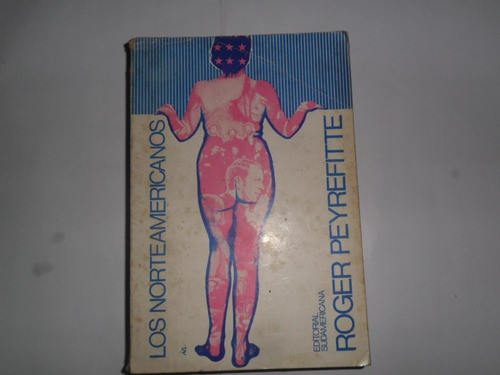 LOS NORTEAMERICANOS
EDITORIAL
SUDAMERICANA
ROGER PEYREFITTE